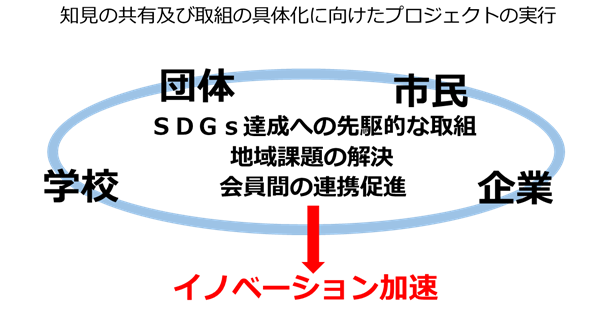 知見の共有及び取組の具体化に向けたプロジェクトの実行
団体
市民
ＳＤＧｓ達成への先駆的な取組
地域課題の解決
会員間の連携促進
学校
企業
イノベーション加速